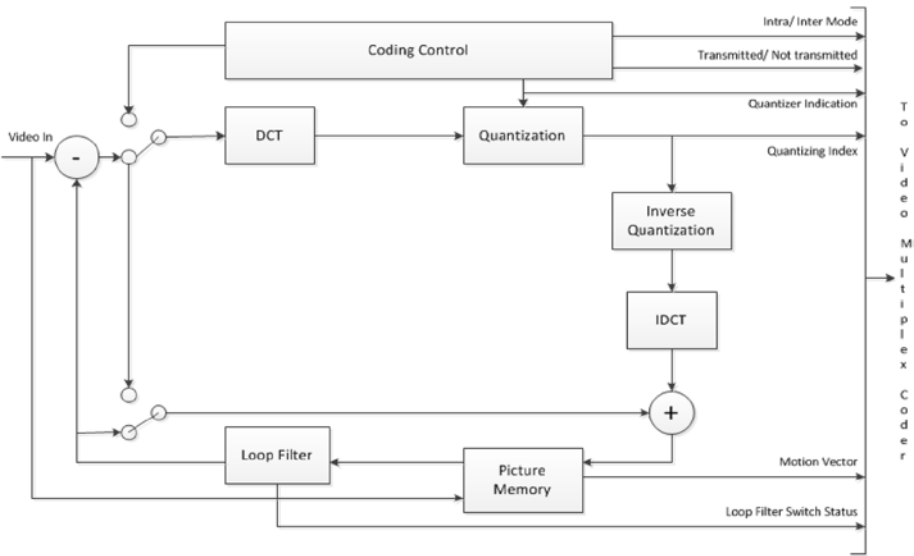 Intra/ Inter Mode
Coding Control
Transmitted/ Not transmitted
Quantizer Indication
Video In
-
DCT
Quantization
Quantizing Index
Inverse
Quantization
IDCT
+
Loop Filter
Picture
Memory
Motion Vector
Loop Filter Switch Status
To Video Multiplex Coder